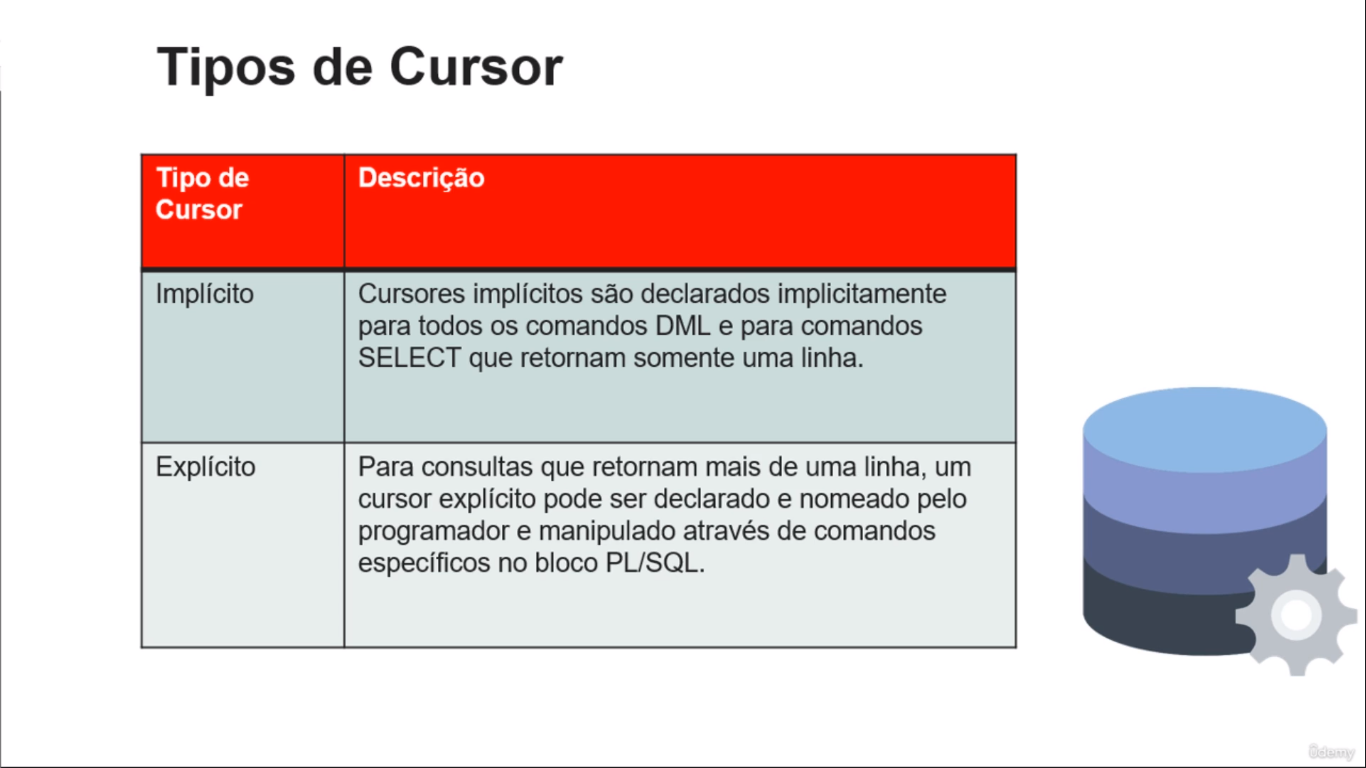 Tipos de Cursor
Tipo de
Cursor
Descrição
Implícito
Cursores implícitos são declarados implicitamente
para todos os comandos DML e para comandos
SELECT que retornam somente uma linha.
Explícito
Para consultas que retornam mais de uma linha, um
cursor explícito pode ser declarado e nomeado pelo
programador e manipulado através de comandos
específicos no bloco PL/SQL.
ûdemy